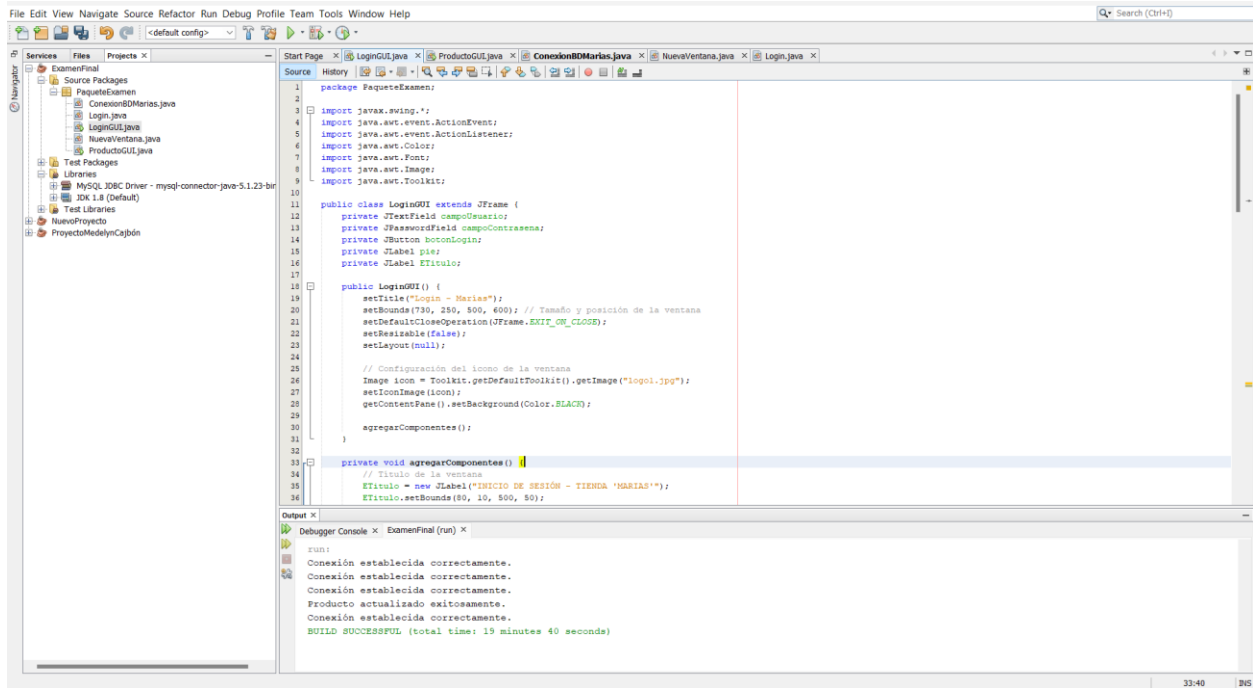 File Edit View Navigate Source Refactor Run Debug Profile Team Tools Window Help
Search (Ctrl+I)
<default config>
Services Files Projects ×
Navigator
ExamenFinal
Source Packages
PaqueteExamen
ConexionBDMarias.java
Login.java
LoginGUI.java
NuevaVentana.java
ProductoGUI.java
Test Packages
Libraries
MySQL JDBC Driver - mysql-connector-java-5.1.23-bin
JDK 1.8 (Default)
Test Libraries
NuevoProyecto
ProyectoMedelynCajbón
Start Page × LoginGUI.java × ProductoGUI.java × ConexionBDMarias.java × NuevaVentana.java × Login.java ×
Source History
1 package PaqueteExamen;
2
3 import javax.swing.*;
4 import java.awt.event.ActionEvent;
5 import java.awt.event.ActionListener;
6 import java.awt.Color;
7 import java.awt.Font;
8 import java.awt.Image;
9 import java.awt.Toolkit;
10
11 public class LoginGUI extends JFrame {
12 private JTextField campoUsuario;
13 private JPasswordField campoContrasena;
14 private JButton botonLogin;
15 private JLabel pie;
16 private JLabel ETitulo;
17
18 public LoginGUI() {
19 setTitle("Login - Marias");
20 setBounds(730, 250, 500, 600); // Tamaño y posición de la ventana
21 setDefaultCloseOperation(JFrame.EXIT_ON_CLOSE);
22 setResizable(false);
23 setLayout(null);
24
25 // Configuración del icono de la ventana
26 Image icon = Toolkit.getDefaultToolkit().getImage("logo1.jpg");
27 setIconImage(icon);
28 getContentPane().setBackground(Color.BLACK);
29
30 agregarComponentes();
31 }
32
33 private void agregarComponentes() {
34 // Título de la ventana
35 ETitulo = new JLabel("INICIO DE SESIÓN - TIENDA 'MARIAS'");
36 ETitulo.setBounds(80, 10, 500, 50);
Output ×
Debugger Console × ExamenFinal (run) ×
run:
Conexión establecida correctamente.
Conexión establecida correctamente.
Conexión establecida correctamente.
Producto actualizado exitosamente.
Conexión establecida correctamente.
BUILD SUCCESSFUL (total time: 19 minutes 40 seconds)
33:40 INS